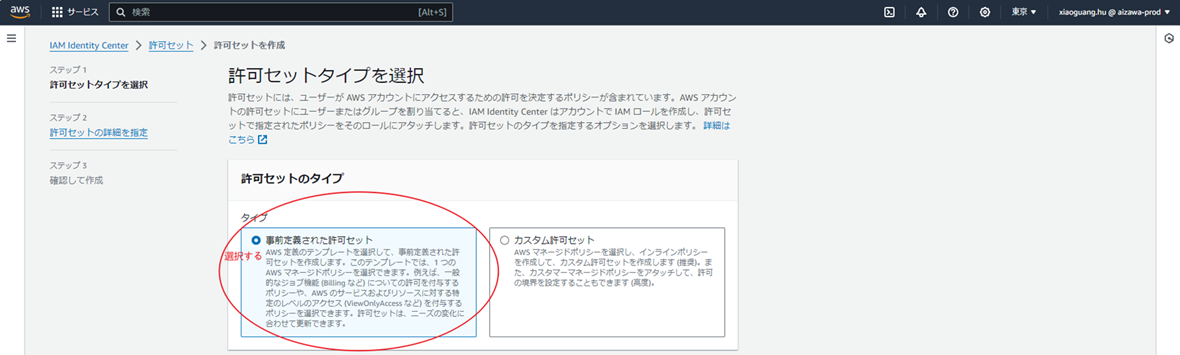 aws サービス 検索 [Alt+S] 東京 xiaoguang.hu @ aizawa-prod
IAM Identity Center > 許可セット > 許可セットを作成
ステップ 1
許可セットタイプを選択
ステップ 2
許可セットの詳細を指定
ステップ 3
確認して作成
許可セットタイプを選択
許可セットには、ユーザーが AWS アカウントにアクセスするための許可を決定するポリシーが含まれています。AWS アカウン
トの許可セットにユーザーまたはグループを割り当てると、IAM Identity Center はアカウントで IAM ロールを作成し、許可セッ
トで指定されたポリシーをそのロールにアタッチします。許可セットのタイプを指定するオプションを選択します。 詳細は
こちら
許可セットのタイプ
タイプ
選択する
事前定義された許可セット
AWS 定義のテンプレートを選択して、事前定義された許
可セットを作成します。このテンプレートでは、1 つの
AWS マネージドポリシーを選択できます。例えば、一般
的なジョブ機能 (Billing など) についての許可を付与する
ポリシーや、AWS のサービスおよびリソースに対する特
定のレベルのアクセス (ViewOnlyAccess など) を付与する
ポリシーを選択できます。許可セットは、ニーズの変化に
合わせて更新できます。
カスタム許可セット
AWS マネージドポリシーを選択し、インラインポリシー
を作成して、カスタム許可セットを作成します (推奨)。ま
た、カスタマーマネージドポリシーをアタッチして、許可
の境界を設定することもできます (高度)。